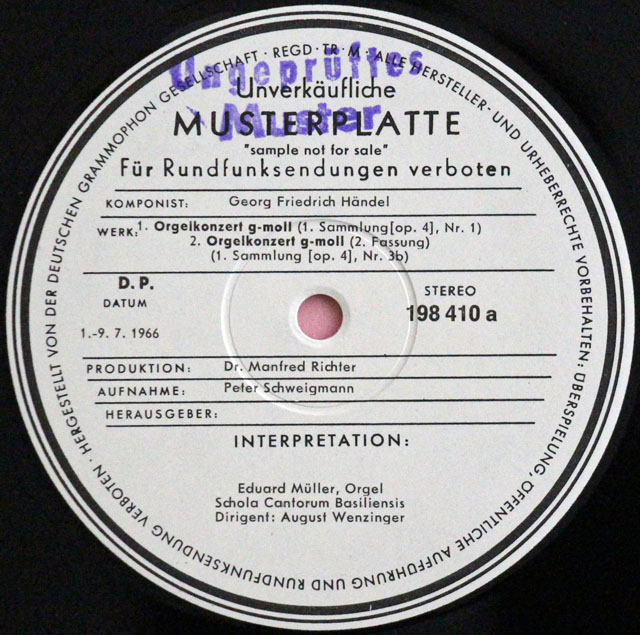 HERGESTELLT VON DER DEUTSCHEN GRAMMOPHON GESELLSCHAFT · REGD · TR · M · ALLE HERSTELLER- UND URHEBERRECHTE VORBEHALTEN: ÜBERSPIELUNG, ÖFFENTLICHE AUFFÜHRUNG UND RUNDFUNKSENDUNG VERBOTEN ·
Ungeprüftes
Muster
Unverkäufliche
MUSTERPLATTE
"sample not for sale"
Für Rundfunksendungen verboten
KOMPONIST: Georg Friedrich Händel
WERK: 1. Orgelkonzert g-moll (1. Sammlung[op. 4], Nr. 1)
2. Orgelkonzert g-moll (2. Fassung)
(1. Sammlung [op. 4], Nr. 3b)
D.P.
DATUM
1.-9. 7. 1966
STEREO
198 410 a
PRODUKTION: Dr. Manfred Richter
AUFNAHME: Peter Schweigmann
HERAUSGEBER:
INTERPRETATION:
Eduard Müller, Orgel
Schola Cantorum Basiliensis
Dirigent: August Wenzinger